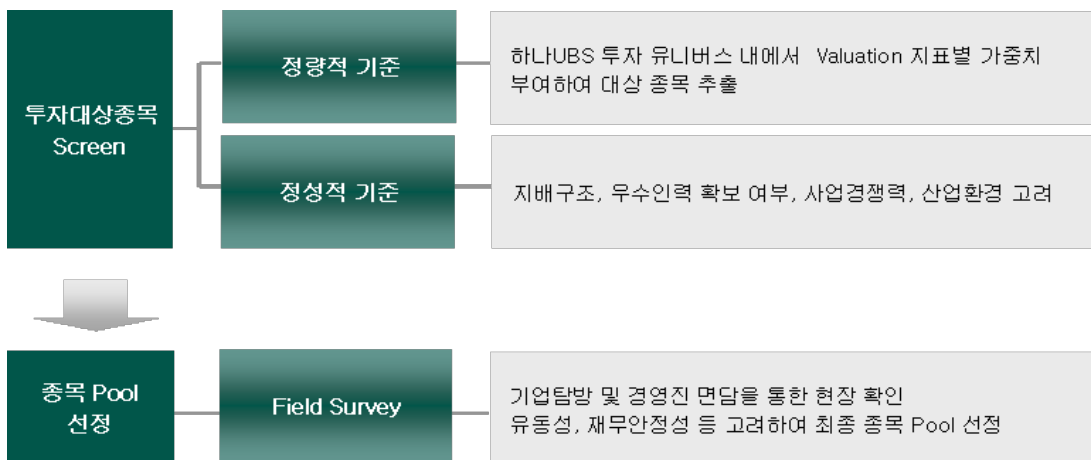 투자대상종목
Screen
정량적 기준
하나UBS 투자 유니버스 내에서 Valuation 지표별 가중치
부여하여 대상 종목 추출
정성적 기준
지배구조, 우수인력 확보 여부, 사업경쟁력, 산업환경 고려
종목 Pool
선정
Field Survey
기업탐방 및 경영진 면담을 통한 현장 확인
유동성, 재무안정성 등 고려하여 최종 종목 Pool 선정